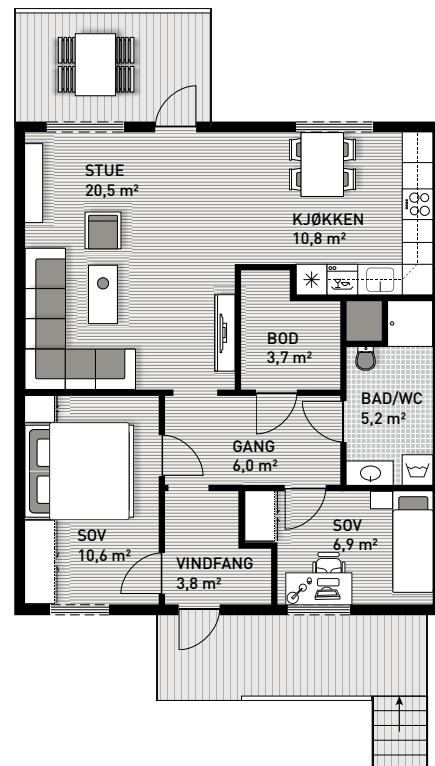 STUE
20,5 m²
KJØKKEN
10,8 m²
BOD
3,7 m²
BAD/WC
5,2 m²
GANG
6,0 m²
SOV
10,6 m²
VINDFANG
3,8 m²
SOV
6,9 m²